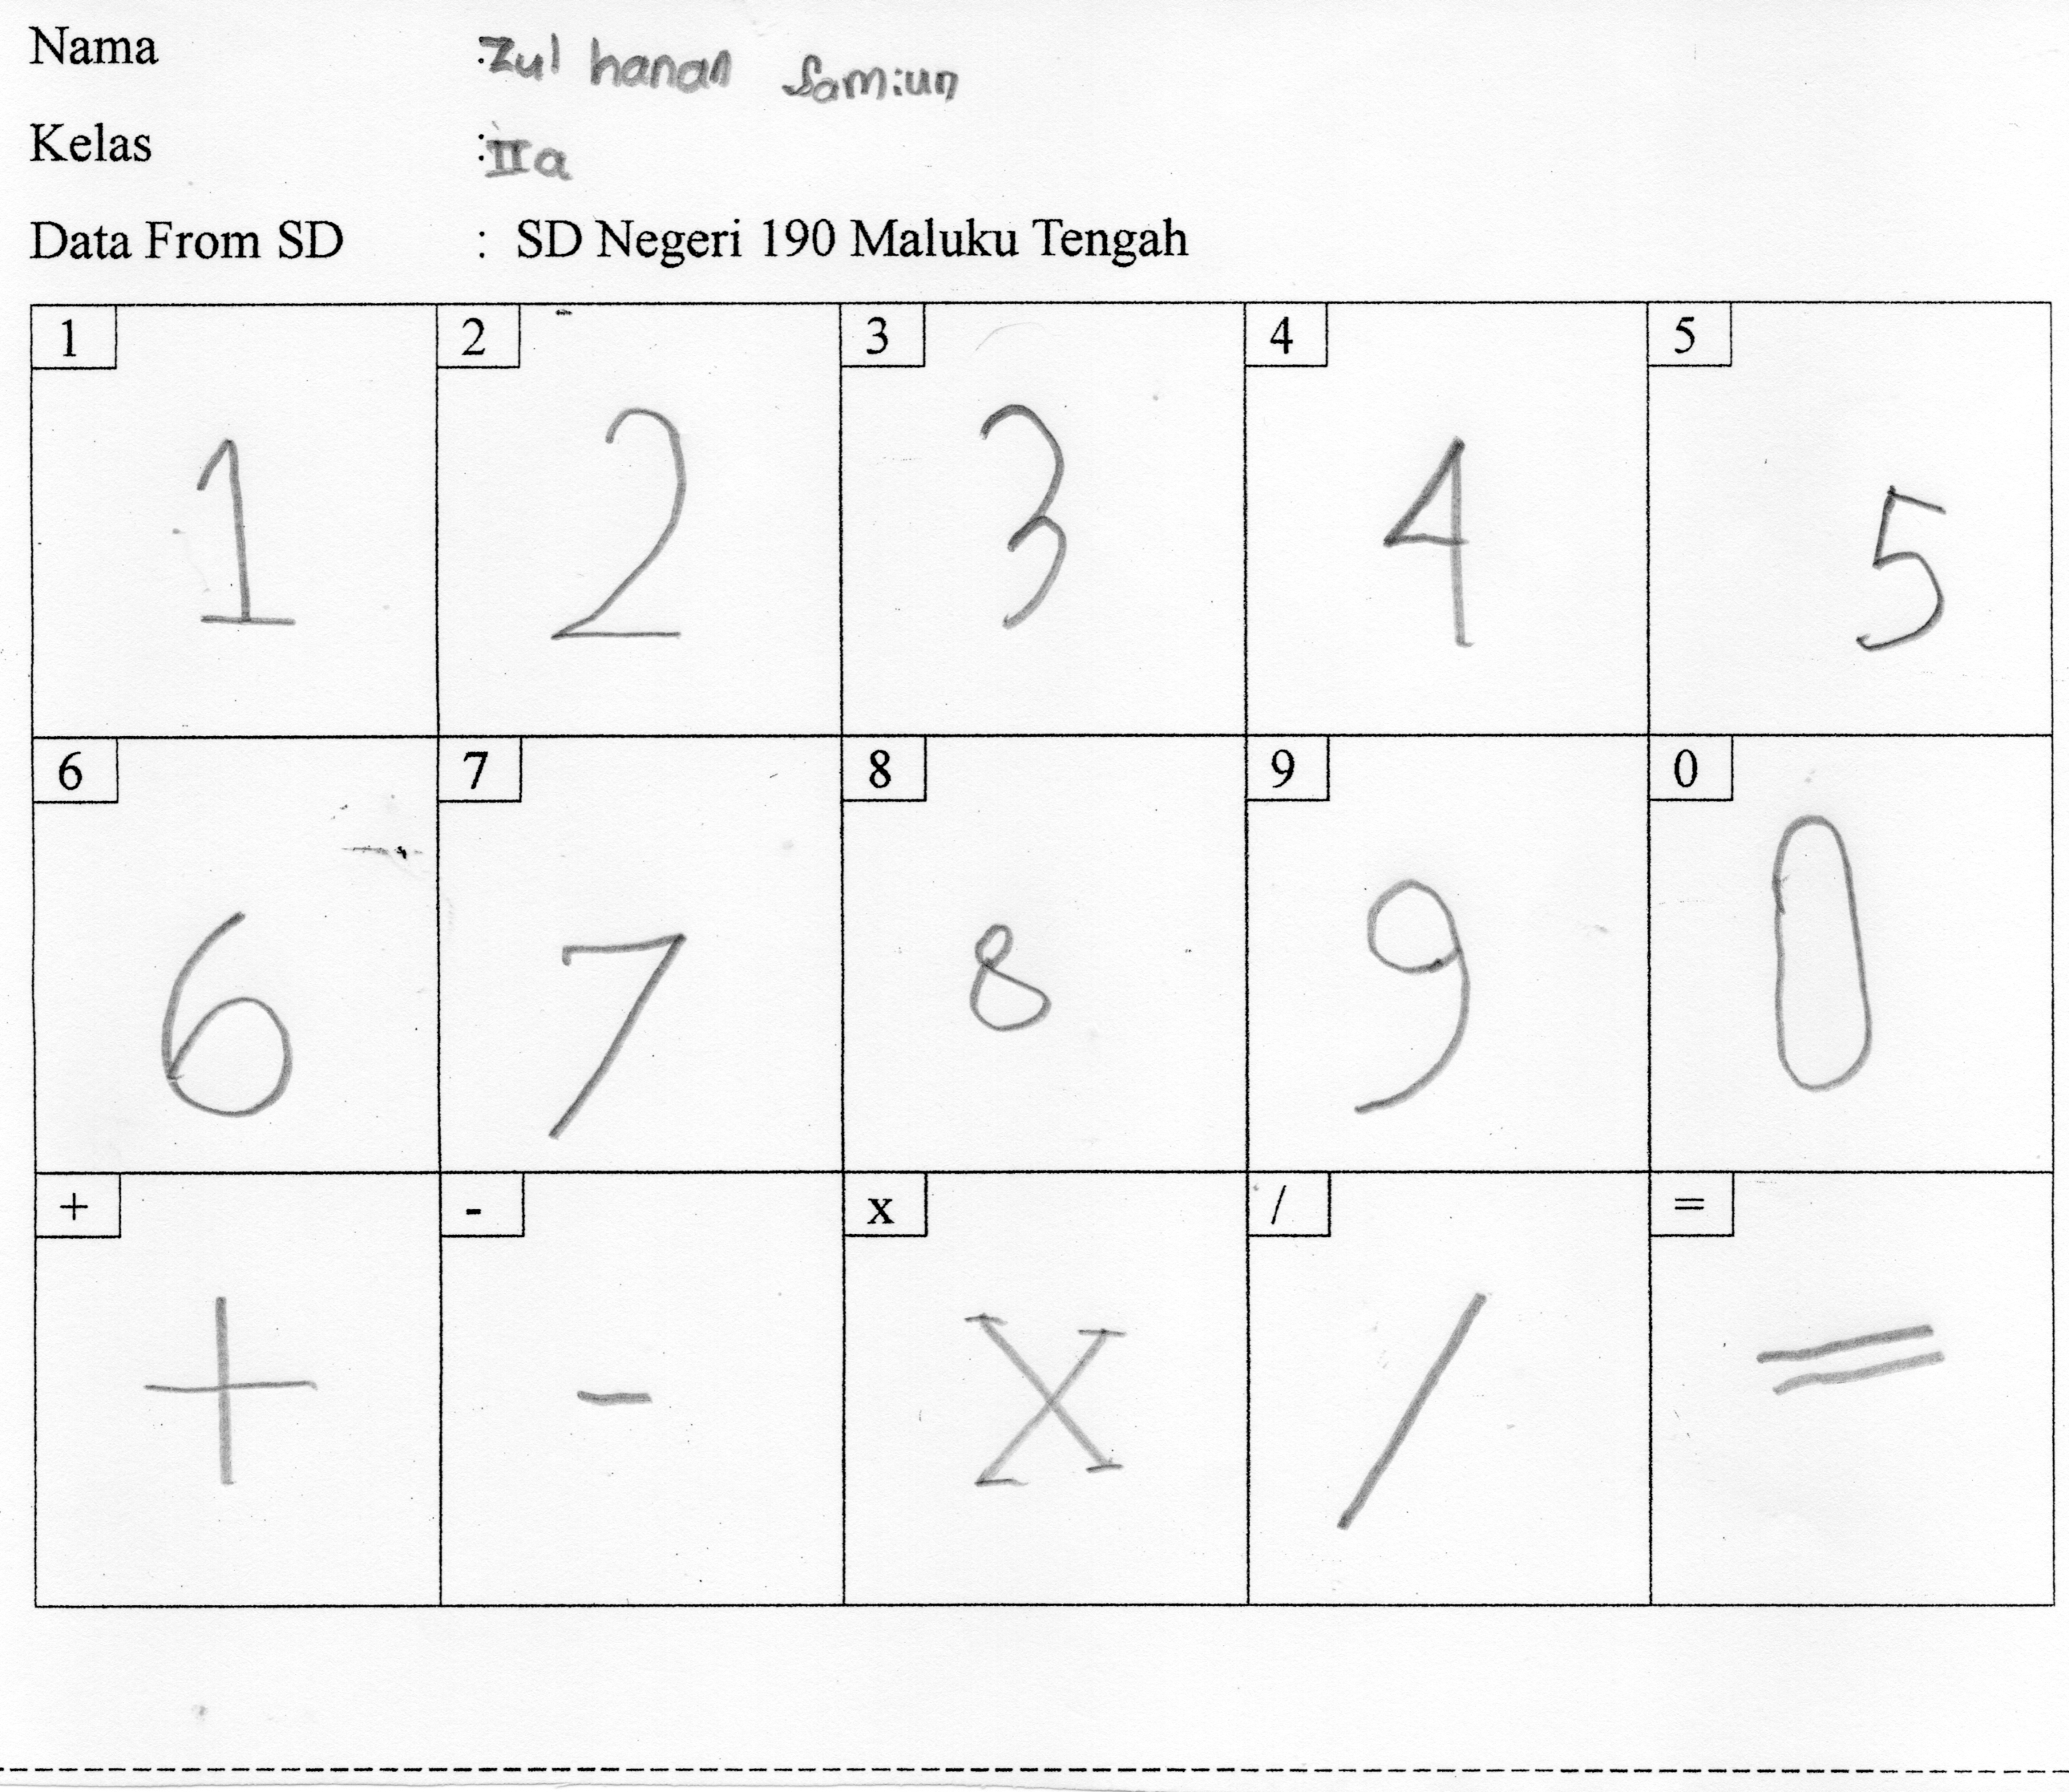 Nama : Zul hanan Samiun
Kelas : IIa
Data From SD : SD Negeri 190 Maluku Tengah
1 2 3 4 5
1 2 3 4 5
6 7 8 9 0
6 7 8 9 0
+ - x / =
+ - X / =